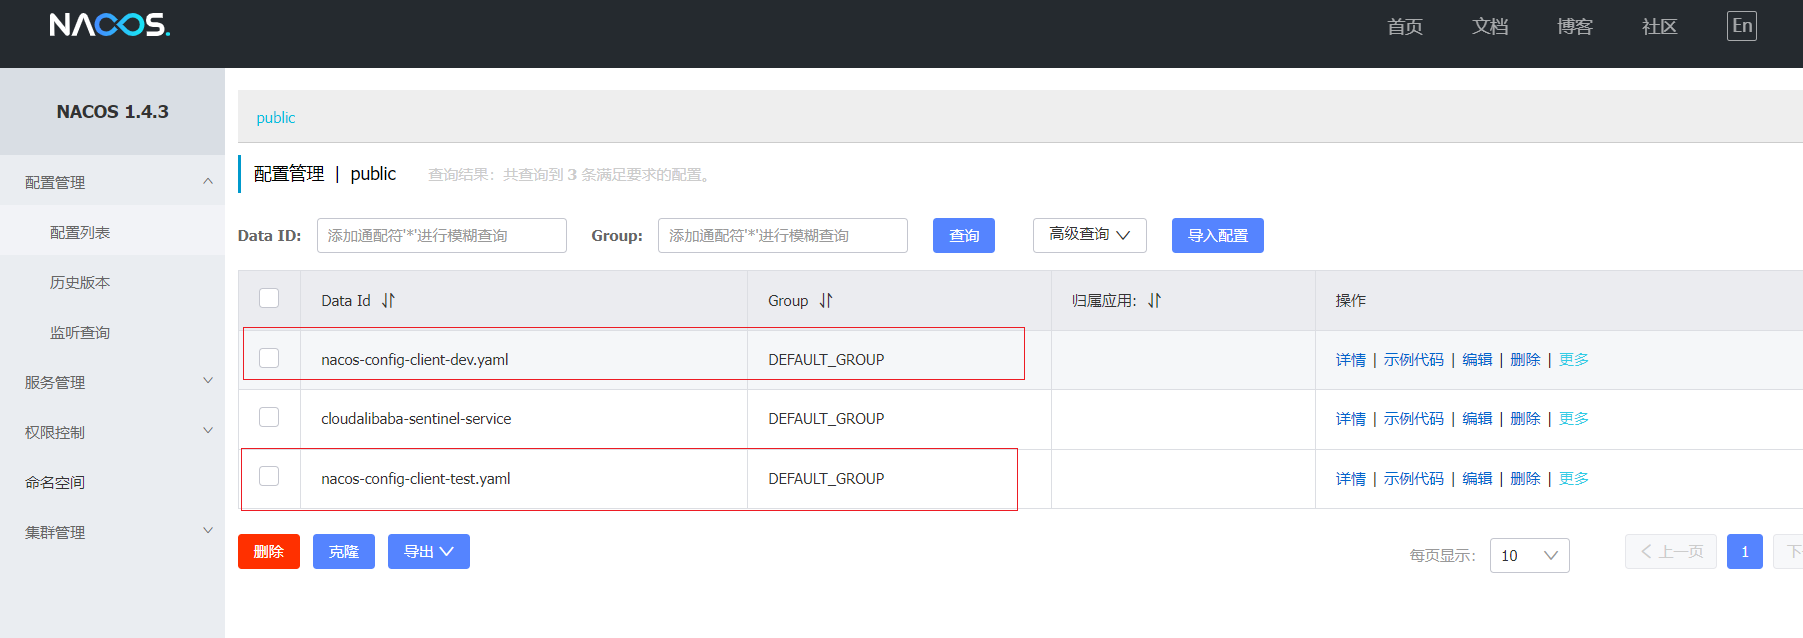 NACOS.
首页 文档 博客 社区 En
NACOS 1.4.3
配置管理
配置列表
历史版本
监听查询
服务管理
权限控制
命名空间
集群管理
public
配置管理 | public 查询结果：共查询到 3 条满足要求的配置。
Data ID: 添加通配符'*'进行模糊查询 Group: 添加通配符'*'进行模糊查询 查询 高级查询 导入配置
Data Id Group 归属应用: 操作
nacos-config-client-dev.yaml DEFAULT_GROUP 详情 | 示例代码 | 编辑 | 删除 | 更多
cloudalibaba-sentinel-service DEFAULT_GROUP 详情 | 示例代码 | 编辑 | 删除 | 更多
nacos-config-client-test.yaml DEFAULT_GROUP 详情 | 示例代码 | 编辑 | 删除 | 更多
删除 克隆 导出 每页显示: 10 上一页 1 下